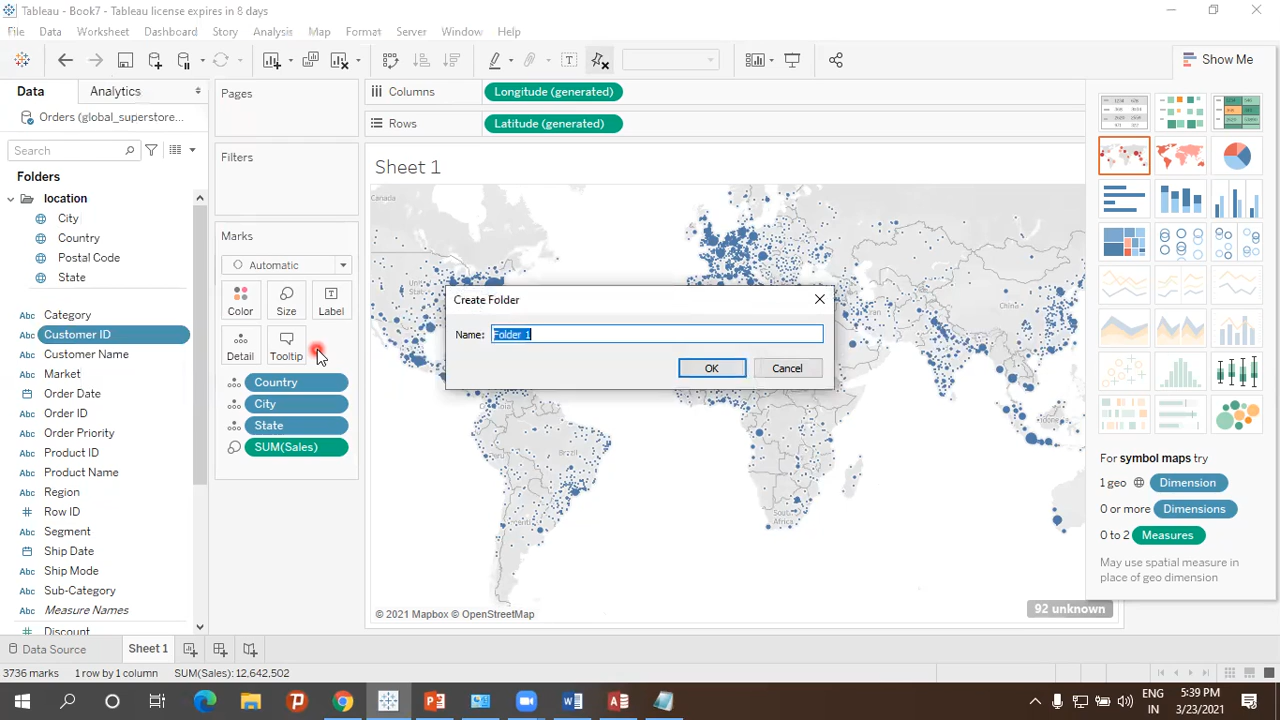 Tableau - Book7 - Tableau license expires in 8 days
File Data Worksheet Dashboard Story Analysis Map Format Server Window Help
Show Me
Data Analytics
Pages
Columns
Longitude (generated)
Orders (global_superstore...
Rows
Latitude (generated)
Search
Filters
Sheet 1
Folders
location
City
Country
Postal Code
State
Category
Customer ID
Customer Name
Market
Order Date
Order ID
Order Priority
Product ID
Product Name
Region
Row ID
Segment
Ship Date
Ship Mode
Sub-Category
Measure Names
Discount
Marks
Automatic
Color Size Label
Detail Tooltip
Country
City
State
SUM(Sales)
Canada
China
Brazil
South
Africa
Create Folder
Name: Folder 1
OK Cancel
© 2021 Mapbox © OpenStreetMap
92 unknown
For symbol maps try
1 geo Dimension
0 or more Dimensions
0 to 2 Measures
May use spatial measure in
place of geo dimension
Data Source Sheet 1
3736 marks 1 row by 1 column SUM(Sales): 12,642,502
ENG
IN
5:39 PM
3/23/2021